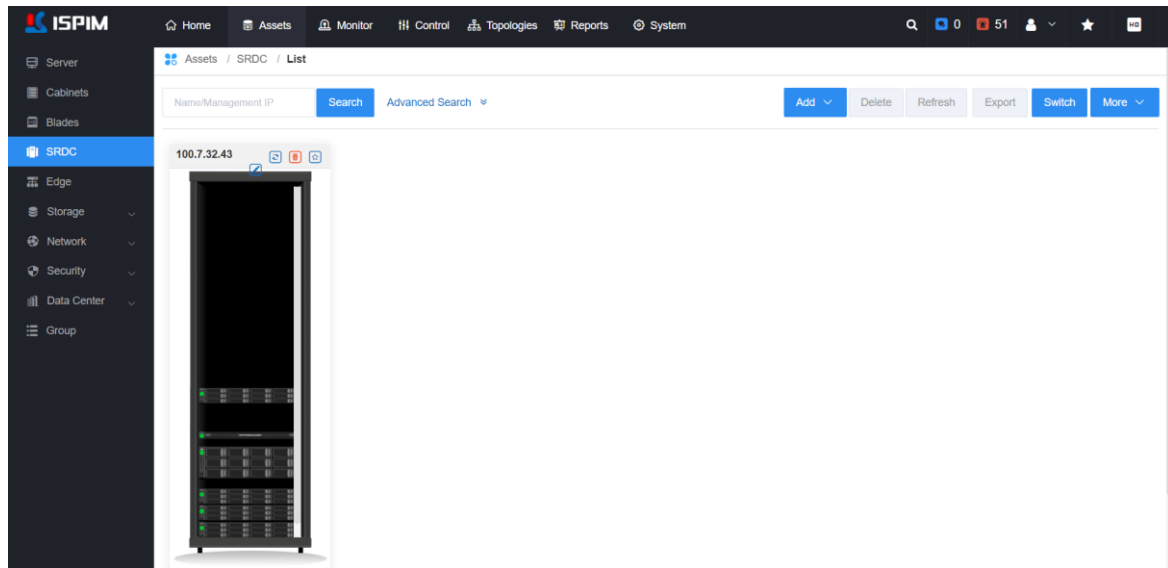 ISPIM
Home Assets Monitor Control Topologies Reports System 0 51 HD
Assets / SRDC / List
Server
Cabinets
Blades
SRDC
Edge
Storage
Network
Security
Data Center
Group
Name/Management IP Search Advanced Search Add Delete Refresh Export Switch More
100.7.32.43